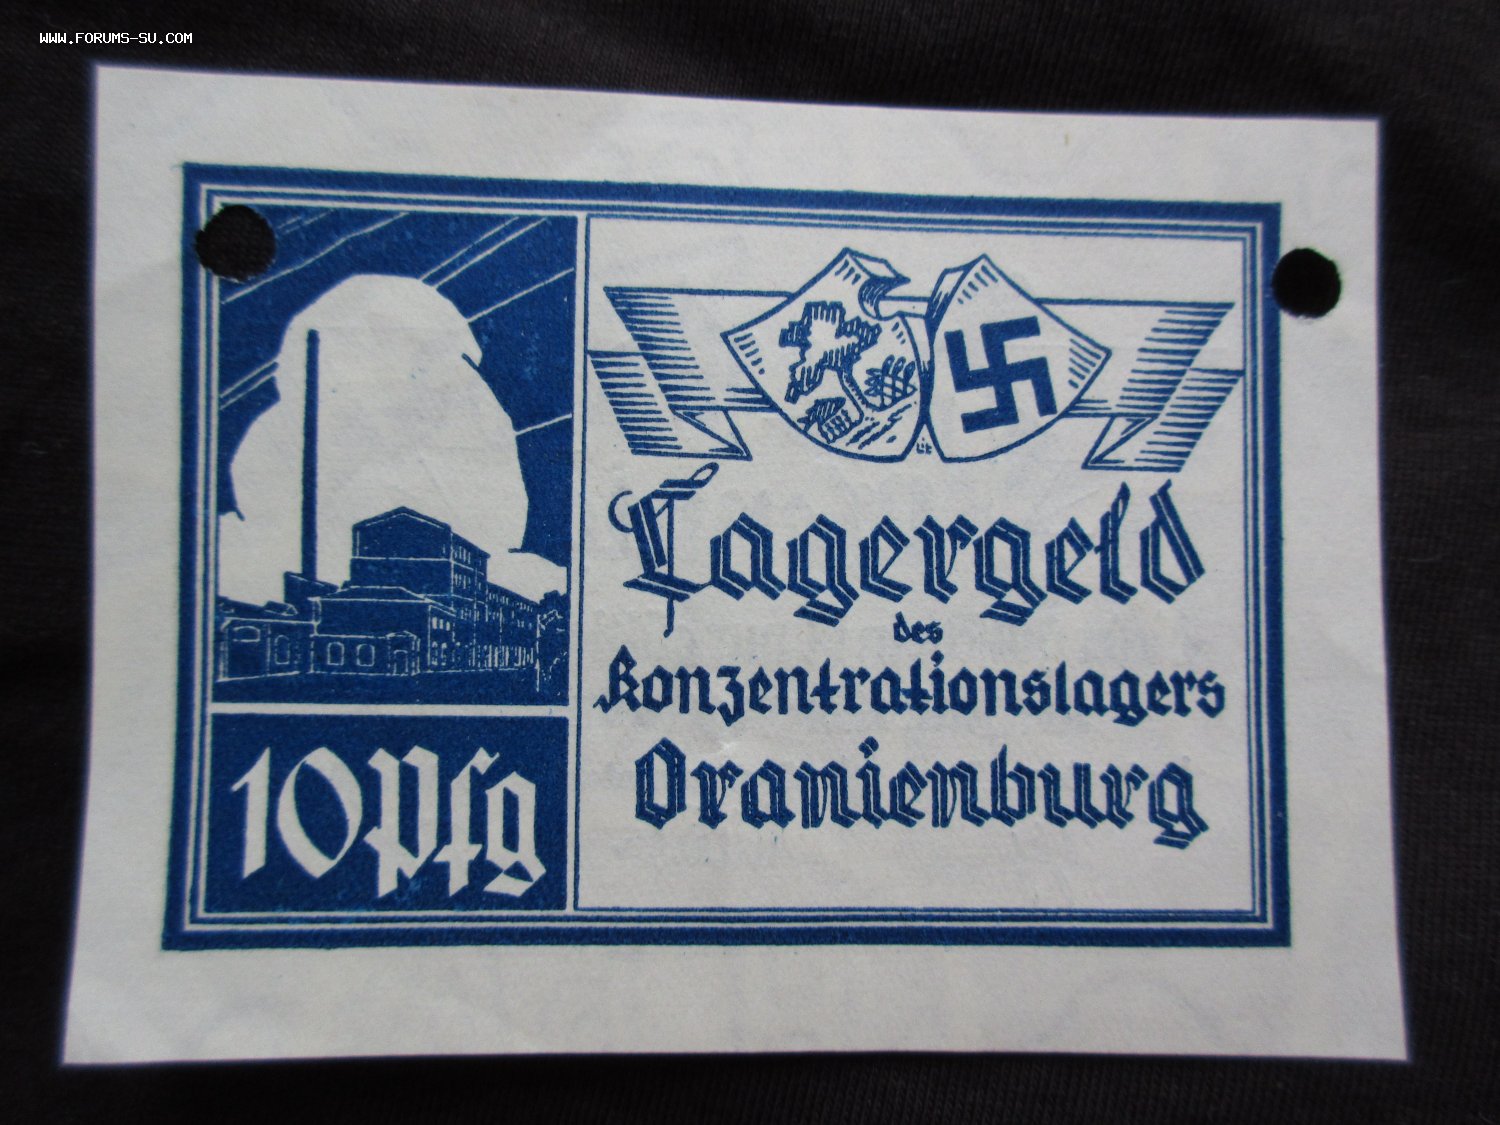 WWW.FORUMS-SU.COM
Lagergeld
des
Konzentrationslagers
Oranienburg
10 Pfg